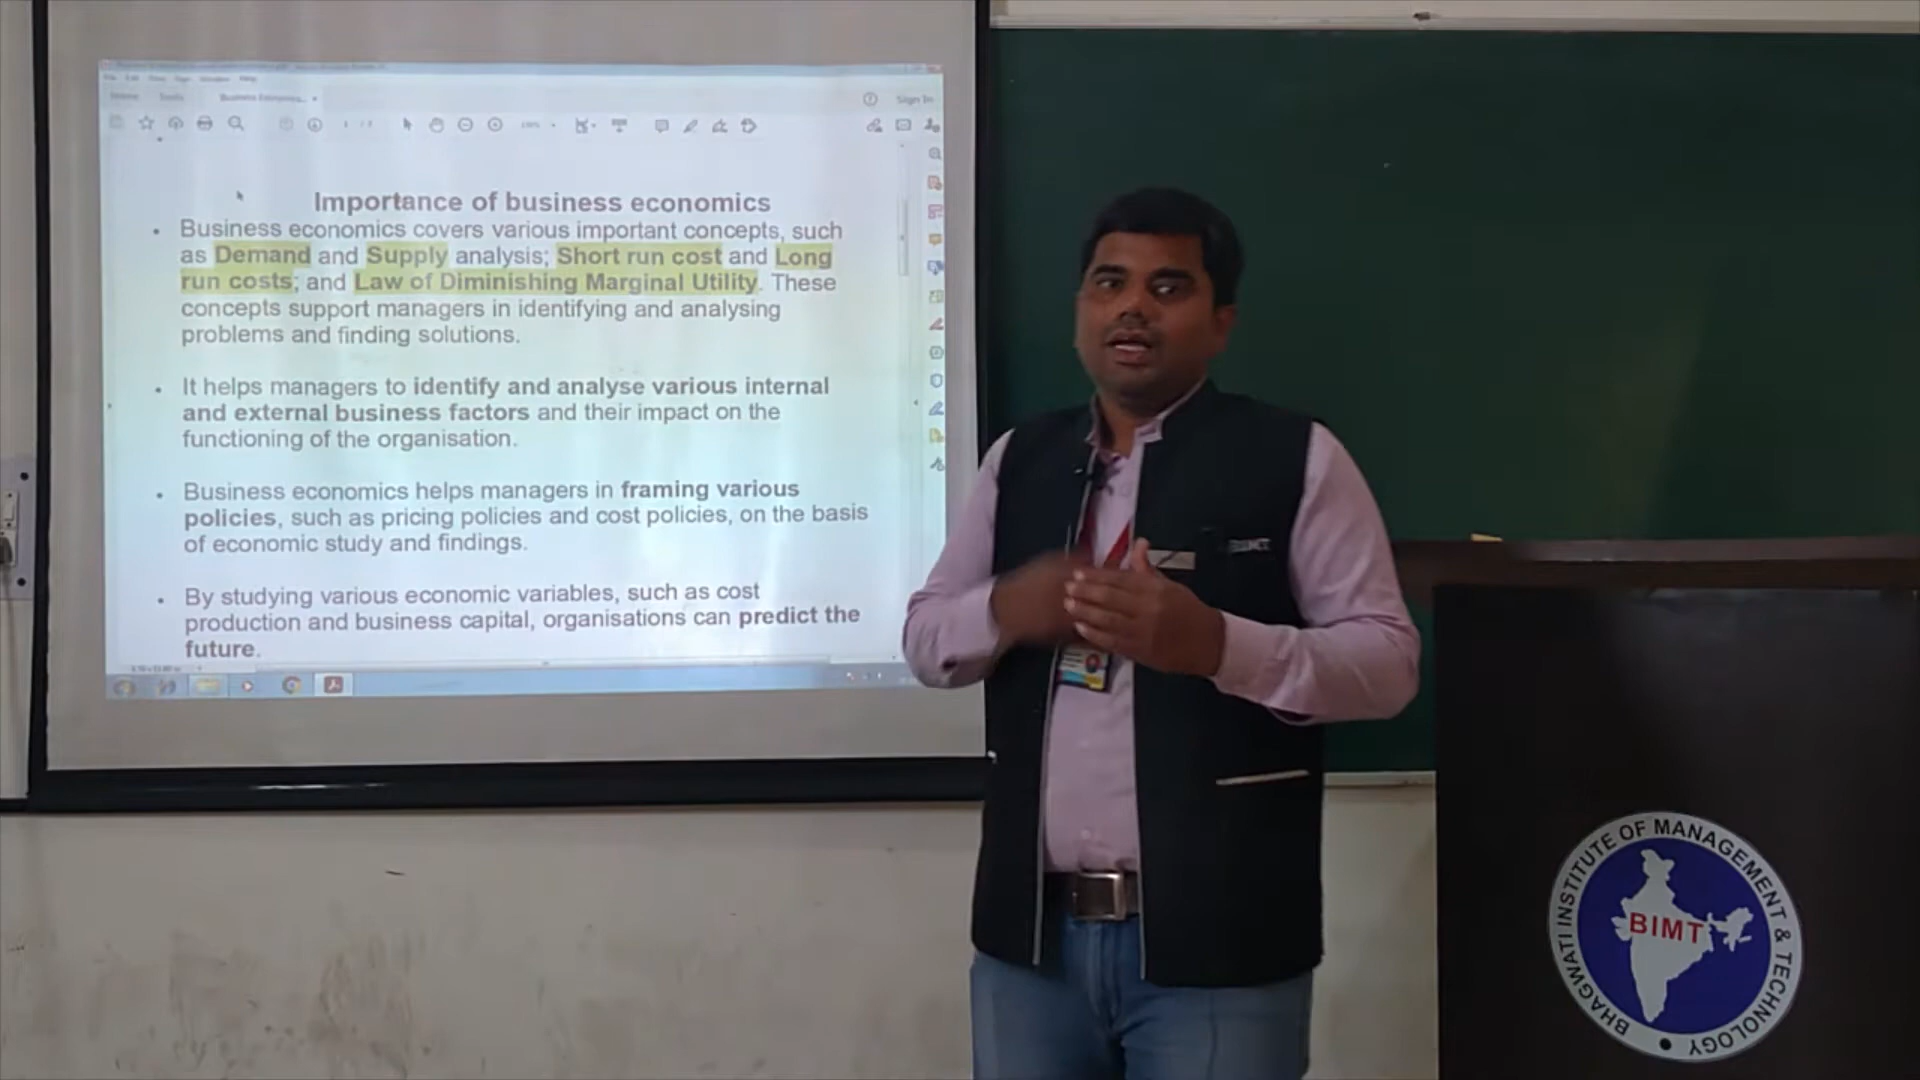 Sign In
Importance of business economics
• Business economics covers various important concepts, such
as Demand and Supply analysis; Short run cost and Long
run costs; and Law of Diminishing Marginal Utility. These
concepts support managers in identifying and analysing
problems and finding solutions.
• It helps managers to identify and analyse various internal
and external business factors and their impact on the
functioning of the organisation.
• Business economics helps managers in framing various
policies, such as pricing policies and cost policies, on the basis
of economic study and findings.
• By studying various economic variables, such as cost
production and business capital, organisations can predict the
future.
BHAGWATI INSTITUTE OF MANAGEMENT & TECHNOLOGY
BIMT